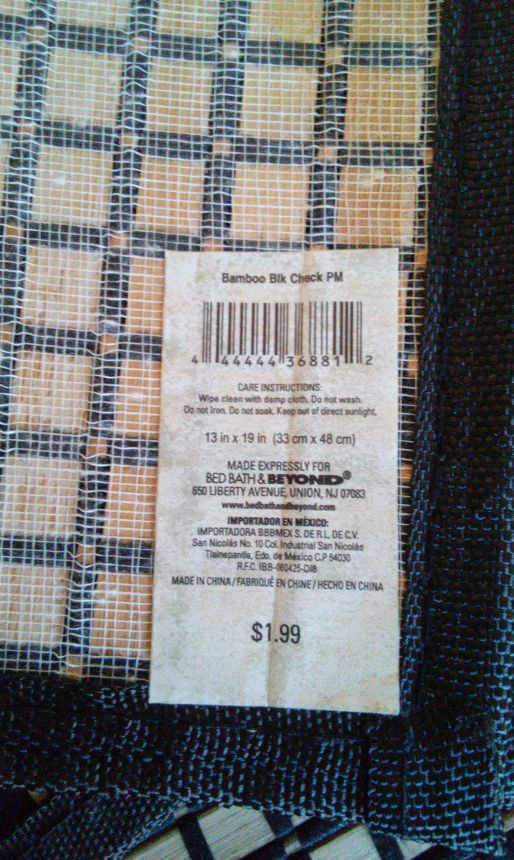 Bamboo Blk Check PM
4 44444 36881 2
CARE INSTRUCTIONS:
Wipe clean with damp cloth. Do not wash.
Do not iron. Do not soak. Keep out of direct sunlight.
13 in x 19 in (33 cm x 48 cm)
MADE EXPRESSLY FOR
BED BATH & BEYOND®
650 LIBERTY AVENUE, UNION, NJ 07083
www.bedbathandbeyond.com
IMPORTADOR EN MÉXICO:
IMPORTADORA BBBMEX S. DE R.L. DE C.V.
San Nicolás No. 10 Col. Industrial San Nicolás
Tlalnepantla, Edo. de México C.P 54030
R.F.C. IBB-060425-DI8
MADE IN CHINA / FABRIQUÉ EN CHINE / HECHO EN CHINA
$1.99